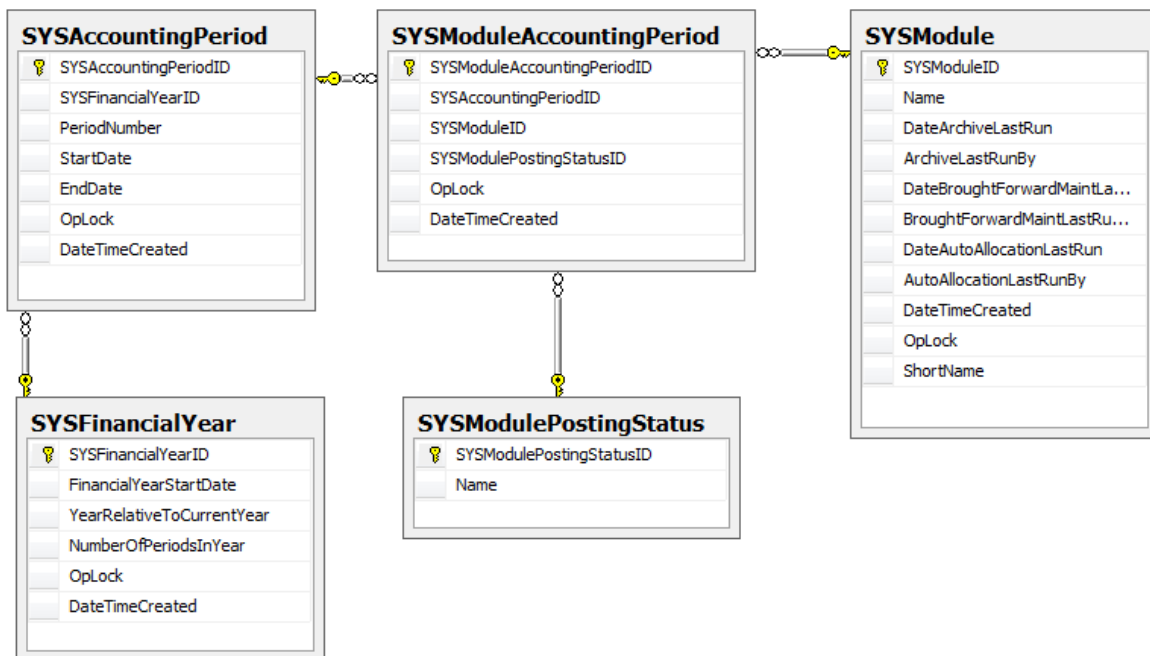 SYSAccountingPeriod
SYSAccountingPeriodID
SYSFinancialYearID
PeriodNumber
StartDate
EndDate
OpLock
DateTimeCreated
SYSModuleAccountingPeriod
SYSModuleAccountingPeriodID
SYSAccountingPeriodID
SYSModuleID
SYSModulePostingStatusID
OpLock
DateTimeCreated
SYSModule
SYSModuleID
Name
DateArchiveLastRun
ArchiveLastRunBy
DateBroughtForwardMaintLa...
BroughtForwardMaintLastRu...
DateAutoAllocationLastRun
AutoAllocationLastRunBy
DateTimeCreated
OpLock
ShortName
SYSFinancialYear
SYSFinancialYearID
FinancialYearStartDate
YearRelativeToCurrentYear
NumberOfPeriodsInYear
OpLock
DateTimeCreated
SYSModulePostingStatus
SYSModulePostingStatusID
Name